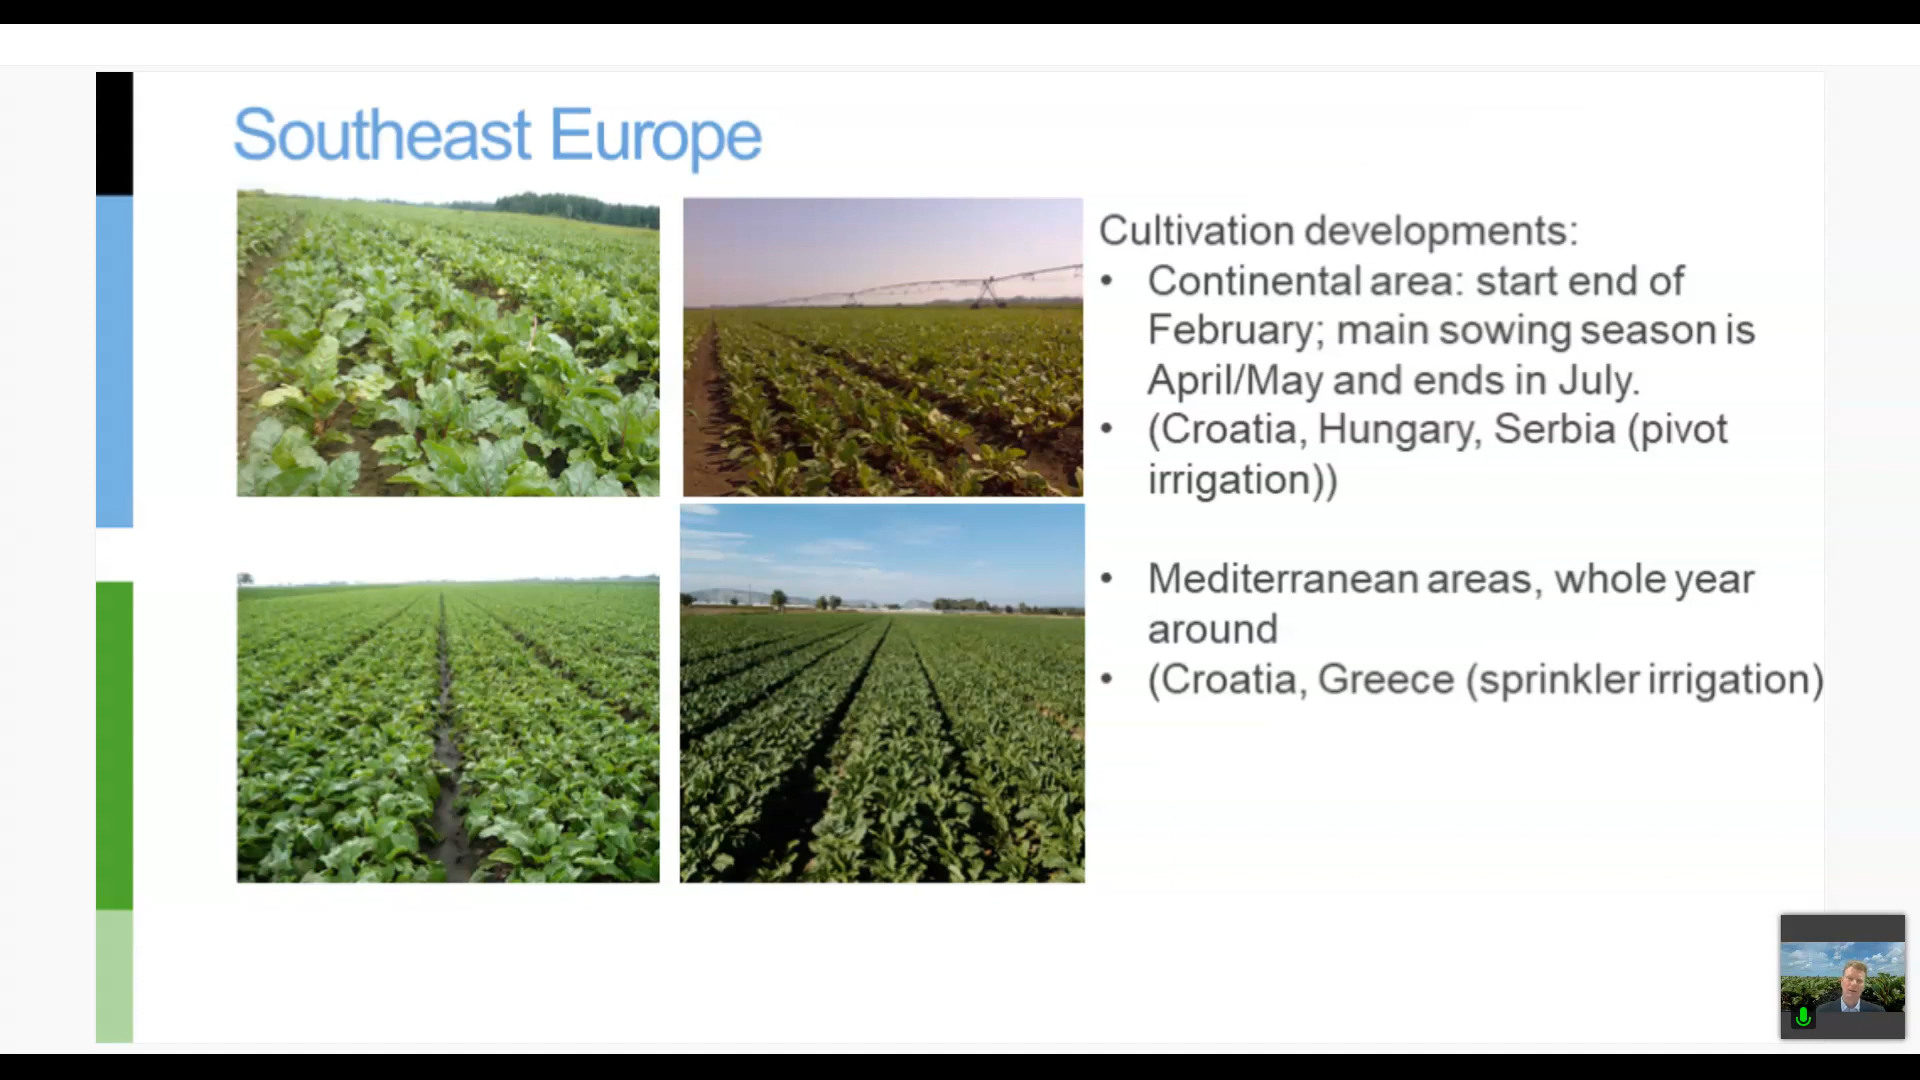 Southeast Europe
Cultivation developments:
• Continental area: start end of
February; main sowing season is
April/May and ends in July.
• (Croatia, Hungary, Serbia (pivot
irrigation))
• Mediterranean areas, whole year
around
• (Croatia, Greece (sprinkler irrigation)